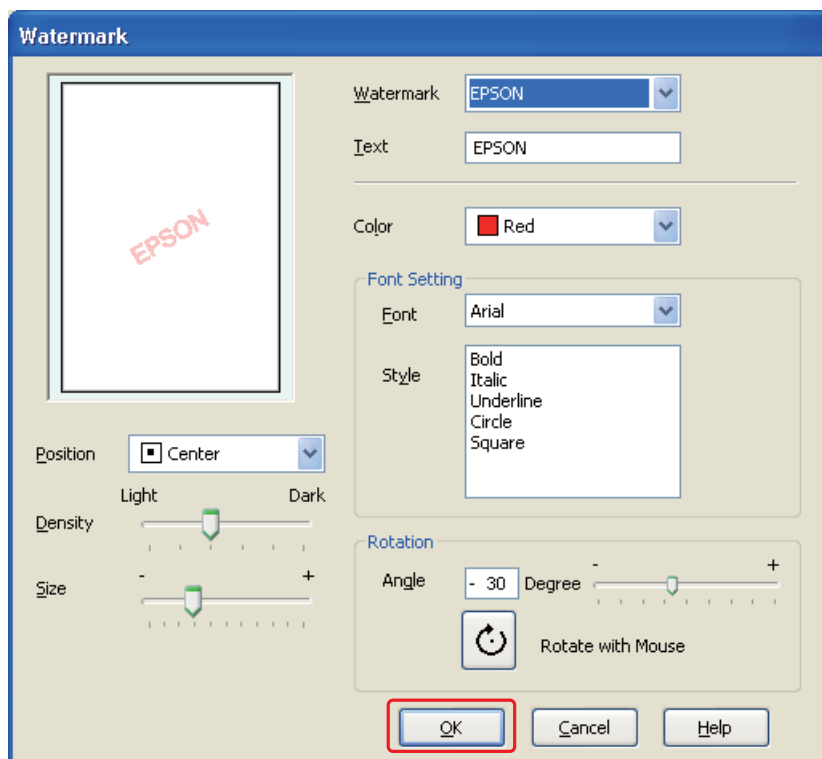 Watermark
EPSON
Position
Center
Light Dark
Density
Size
- +
Watermark
EPSON
Text
EPSON
Color
Red
Font Setting
Font
Arial
Style
Bold
Italic
Underline
Circle
Square
Rotation
Angle
- 30 Degree
- +
Rotate with Mouse
OK Cancel Help